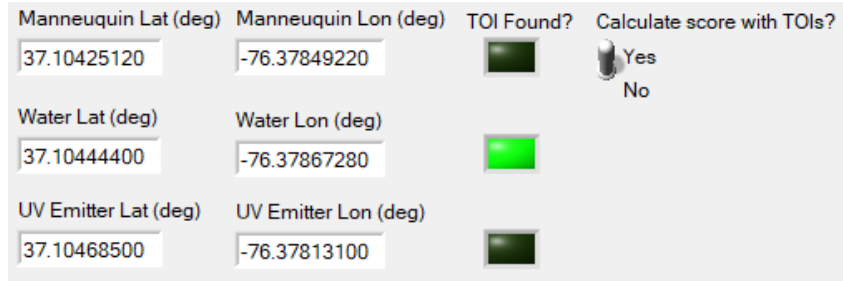 Manneuquin Lat (deg) Manneuquin Lon (deg) TOI Found? Calculate score with TOIs?
37.10425120 -76.37849220 Yes
No
Water Lat (deg) Water Lon (deg)
37.10444400 -76.37867280
UV Emitter Lat (deg) UV Emitter Lon (deg)
37.10468500 -76.37813100